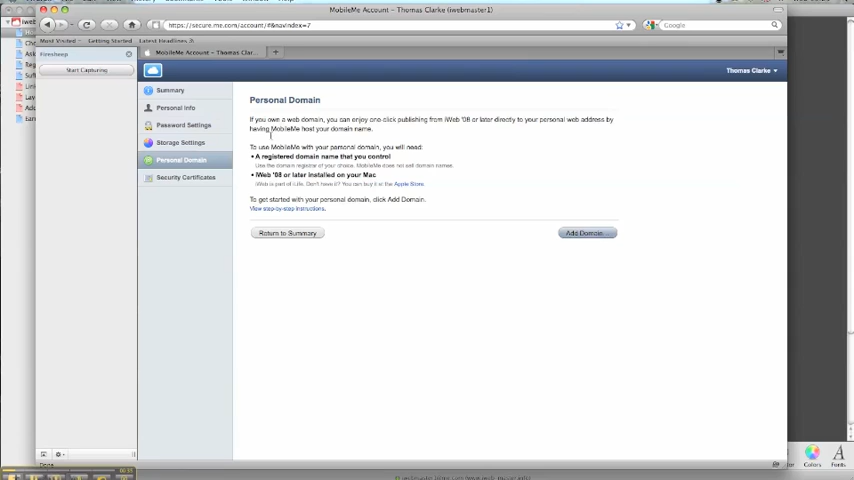 MobileMe Account – Thomas Clarke (iwebmaster1)
https://secure.me.com/account/#&navindex=7
Google
Most Visited
Getting Started
Latest Headlines
Firesheep
MobileMe Account – Thomas Clar...
Start Capturing
Thomas Clarke
Summary
Personal Info
Password Settings
Storage Settings
Personal Domain
Security Certificates
Personal Domain
If you own a web domain, you can enjoy one-click publishing from iWeb '08 or later directly to your personal web address by
having MobileMe host your domain name.
To use MobileMe with your personal domain, you will need:
• A registered domain name that you control
Use the domain registrar of your choice. MobileMe does not sell domain names.
• iWeb '08 or later installed on your Mac
iWeb is part of iLife. Don't have it? You can buy it at the Apple Store.
To get started with your personal domain, click Add Domain.
View step-by-step instructions.
Return to Summary
Add Domain...
Done
Colors
Fonts